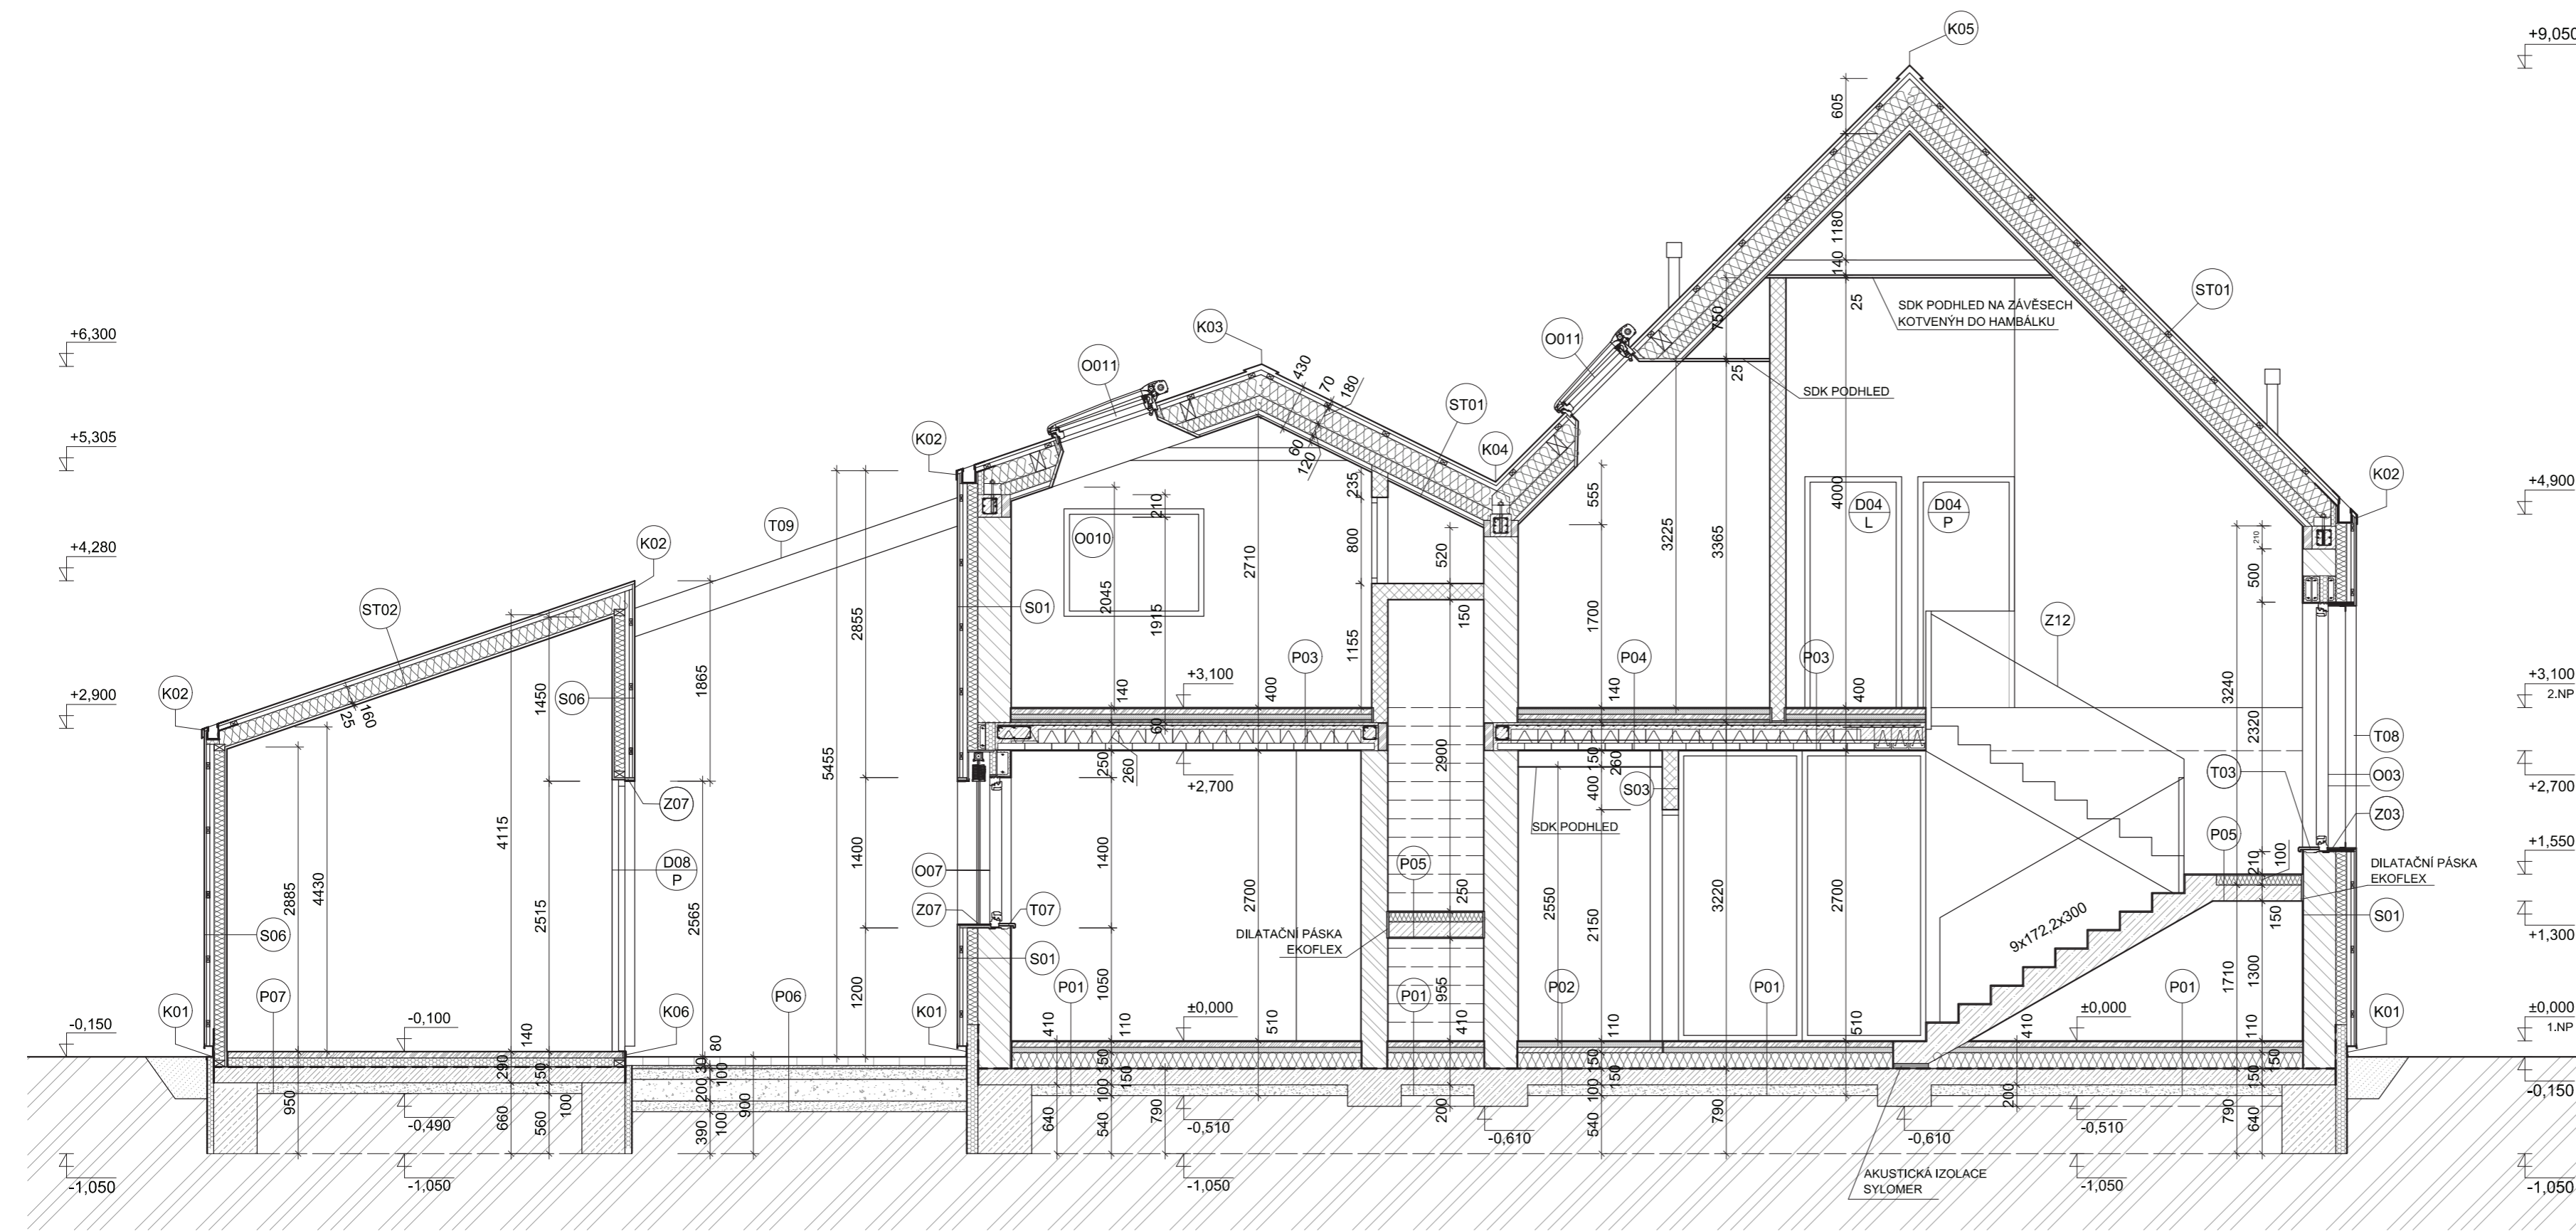 K05
+9,050
605
1180
140
25
SDK PODHLED NA ZÁVĚSECH
KOTVENÝH DO HAMBÁLKU
ST01
+6,300
K03
O011
O011
750
25
SDK PODHLED
430
70
180
60
120
ST01
+5,305
K02
K04
K02
+4,900
235
210
555
4000
D04
L
D04
P
T09
O010
3225
3365
210
+4,280
K02
800
520
500
2710
2045
1915
ST02
2855
S01
150
1700
Z12
1865
1155
P03
P04
P03
3240
+3,100
400
140
140
400
+3,100
2.NP
+2,900
K02
1450
S06
160
25
2320
T08
60
5455
250
260
2900
150
260
+2,700
400
S03
T03
O03
+2,700
Z07
SDK PODHLED
Z03
4115
P05
210
100
+1,550
1400
1400
D08
P
O07
P05
DILATAČNÍ PÁSKA
EKOFLEX
2885
4430
2515
2565
2700
250
2550
2150
3220
2700
9x172,2x300
150
S01
Z07
T07
S06
DILATAČNÍ PÁSKA
EKOFLEX
+1,300
S01
1710
1300
P07
P06
1200
P01
1050
P01
955
P02
P01
P01
K01
-0,100
K06
K01
±0,000
±0,000
±0,000
1.NP
-0,150
140
80
410
110
510
410
110
510
410
110
K01
290
150
30
100
200
150
150
100
150
150
100
150
150
-0,150
950
660
560
100
-0,490
390
100
900
640
540
790
-0,510
200
-0,610
540
790
-0,610
200
-0,510
790
640
-1,050
-1,050
-1,050
AKUSTICKÁ IZOLACE
SYLOMER
-1,050
-1,050